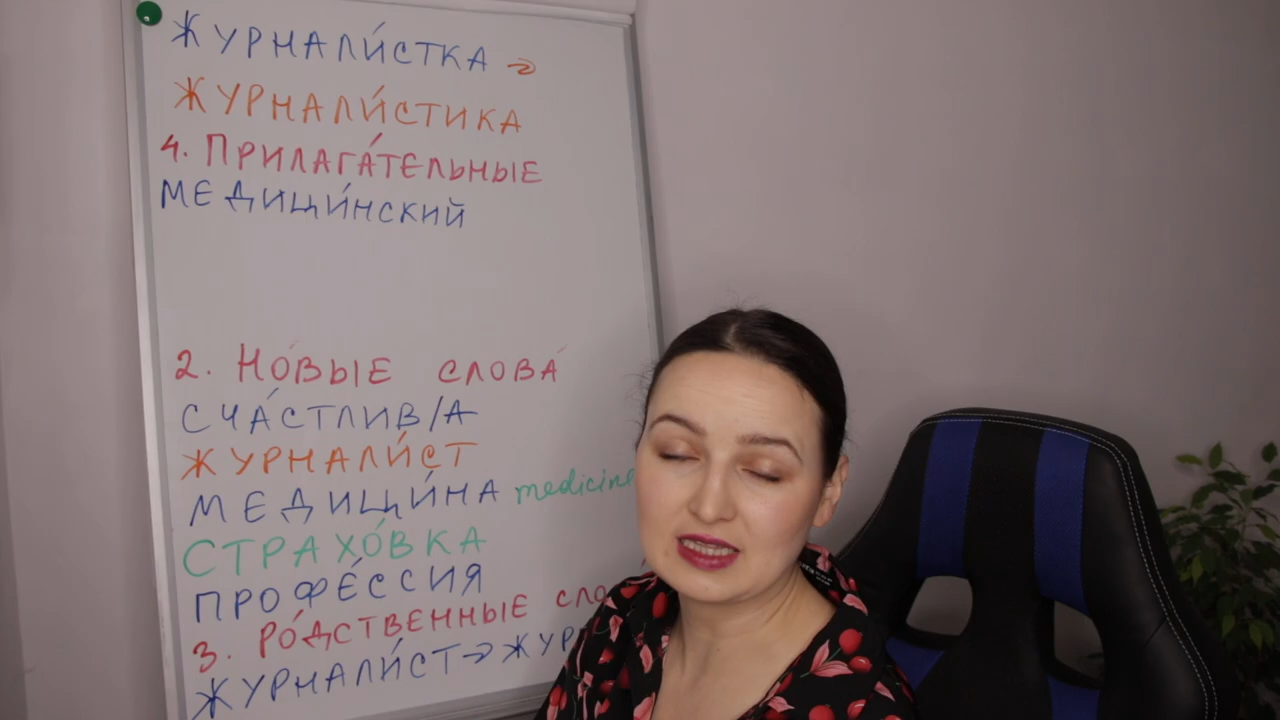 ЖУРНАЛИ́СТКА →
ЖУРНАЛИ́СТИКА
4. ПРИЛАГА́ТЕЛЬНЫЕ
МЕДИЦИ́НСКИЙ
2. НО́ВЫЕ СЛОВА́
СЧА́СТЛИВ/А
ЖУРНАЛИ́СТ
МЕДИЦИ́НА medicine
СТРАХО́ВКА
ПРОФЕ́ССИЯ
3. РО́ДСТВЕННЫЕ
ЖУРНАЛИ́СТ →